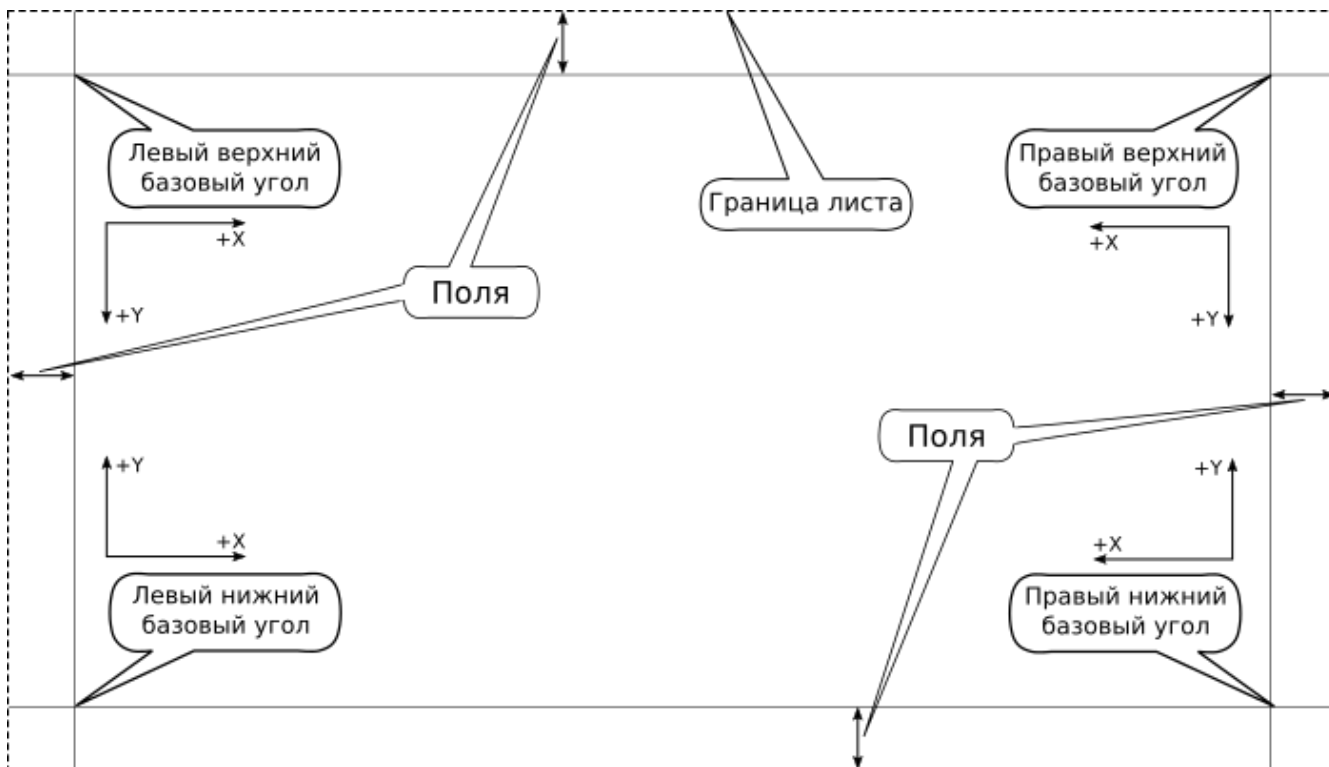 Левый верхний
базовый угол
Правый верхний
базовый угол
Граница листа
+X
+X
Поля
+Y
+Y
Поля
+Y
+Y
+X
+X
Левый нижний
базовый угол
Правый нижний
базовый угол